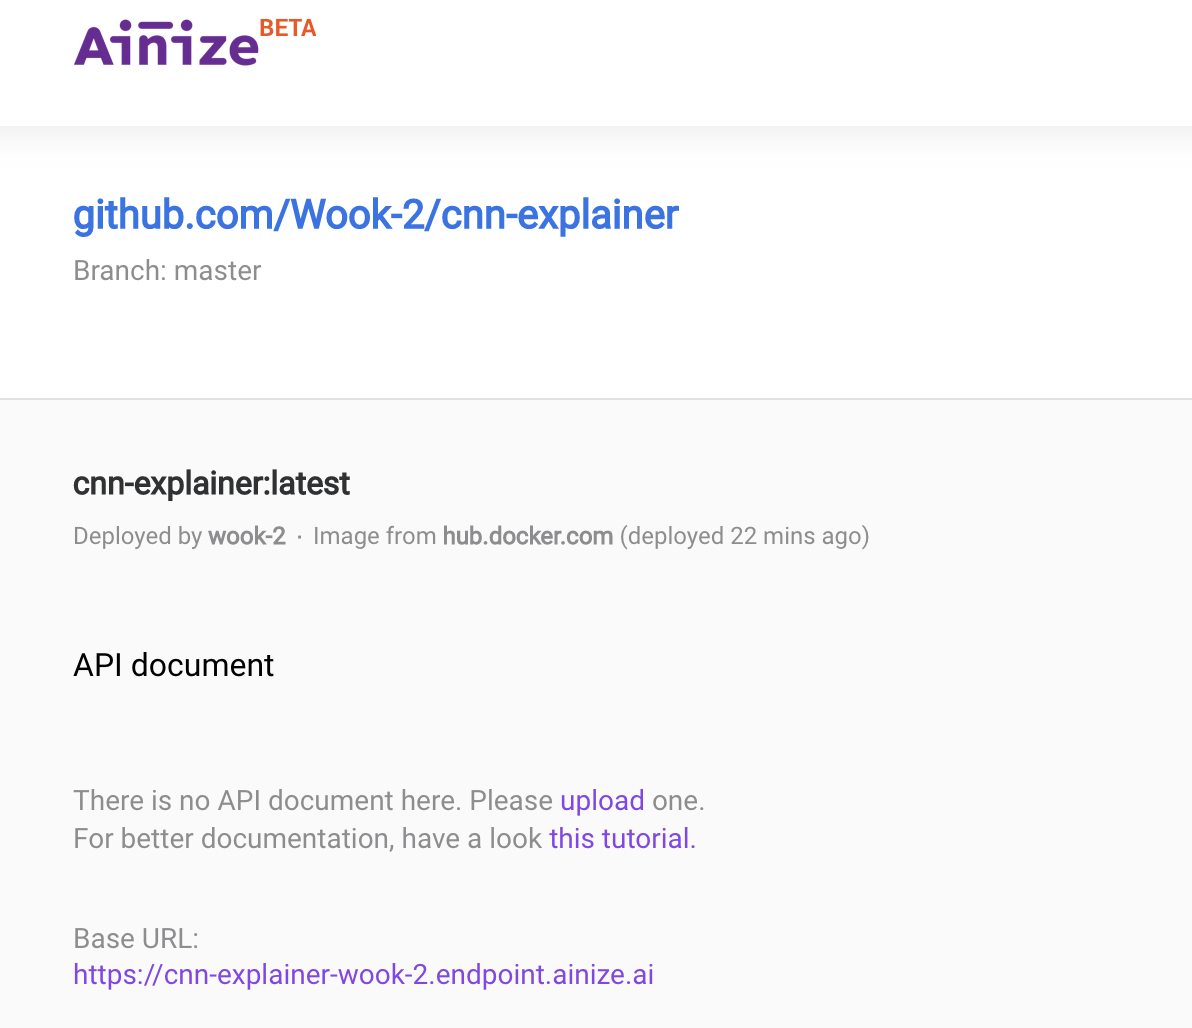 Ainize BETA
github.com/Wook-2/cnn-explainer
Branch: master
cnn-explainer:latest
Deployed by wook-2 · Image from hub.docker.com (deployed 22 mins ago)
API document
There is no API document here. Please upload one.
For better documentation, have a look this tutorial.
Base URL:
https://cnn-explainer-wook-2.endpoint.ainize.ai